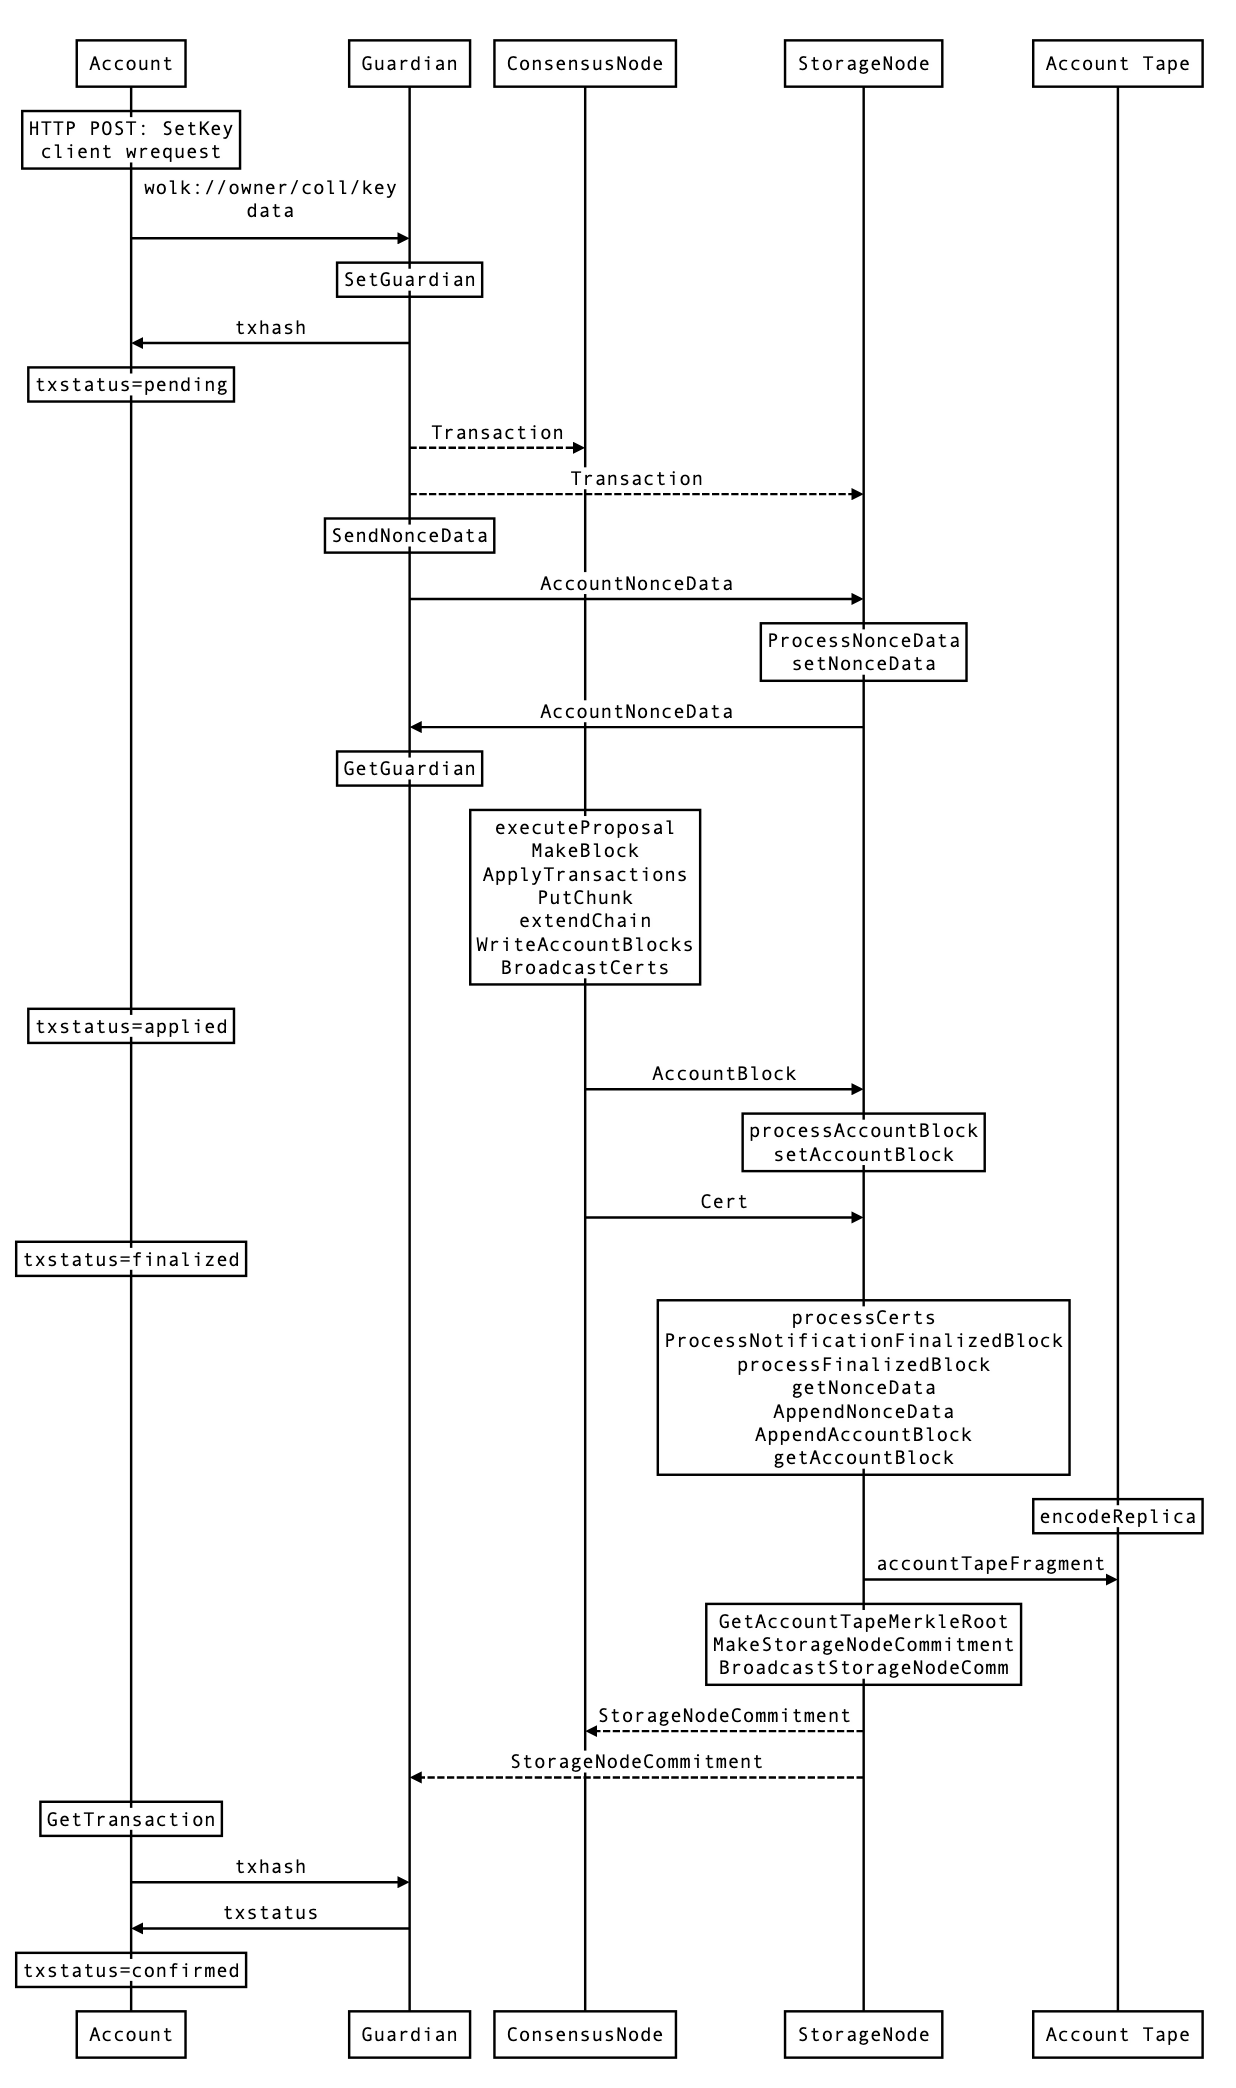 Account
Guardian
ConsensusNode
StorageNode
Account Tape
HTTP POST: SetKey
client wrequest
wolk://owner/coll/key
data
SetGuardian
txhash
txstatus=pending
Transaction
Transaction
SendNonceData
AccountNonceData
ProcessNonceData
setNonceData
AccountNonceData
GetGuardian
executeProposal
MakeBlock
ApplyTransactions
PutChunk
extendChain
WriteAccountBlocks
BroadcastCerts
txstatus=applied
AccountBlock
processAccountBlock
setAccountBlock
Cert
txstatus=finalized
processCerts
ProcessNotificationFinalizedBlock
processFinalizedBlock
getNonceData
AppendNonceData
AppendAccountBlock
getAccountBlock
encodeReplica
accountTapeFragment
GetAccountTapeMerkleRoot
MakeStorageNodeCommitment
BroadcastStorageNodeComm
StorageNodeCommitment
StorageNodeCommitment
GetTransaction
txhash
txstatus
txstatus=confirmed
Account
Guardian
ConsensusNode
StorageNode
Account Tape